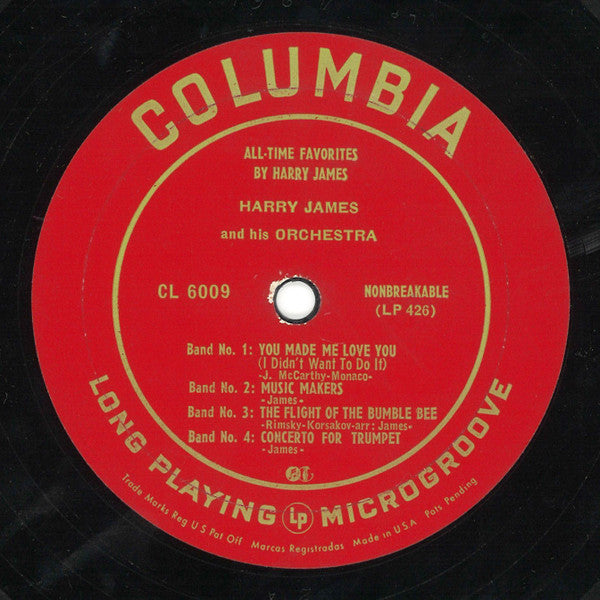 COLUMBIA
ALL-TIME FAVORITES
BY HARRY JAMES
HARRY JAMES
and his ORCHESTRA
CL 6009
NONBREAKABLE
(LP 426)
Band No. 1: YOU MADE ME LOVE YOU
(I Didn't Want To Do It)
-J. McCarthy-Monaco-
Band No. 2: MUSIC MAKERS
-James-
Band No. 3: THE FLIGHT OF THE BUMBLE BEE
-Rimsky-Korsakov-arr: James-
Band No. 4: CONCERTO FOR TRUMPET
-James-
LONG PLAYING LP MICROGROOVE
Trade Marks Reg U S Pat Off Marcas Registradas Made in U.S.A Pats Pending